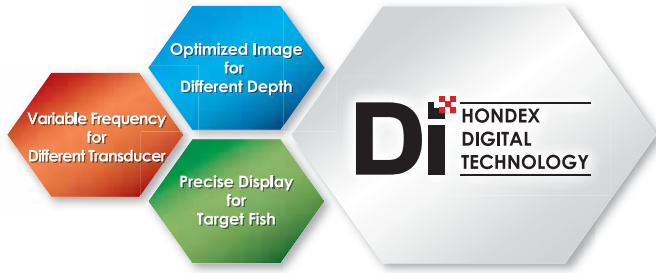 Optimized Image
for
Different Depth
Variable Frequency
for
Different Transducer
Precise Display
for
Target Fish
Di
HONDEX
DIGITAL
TECHNOLOGY